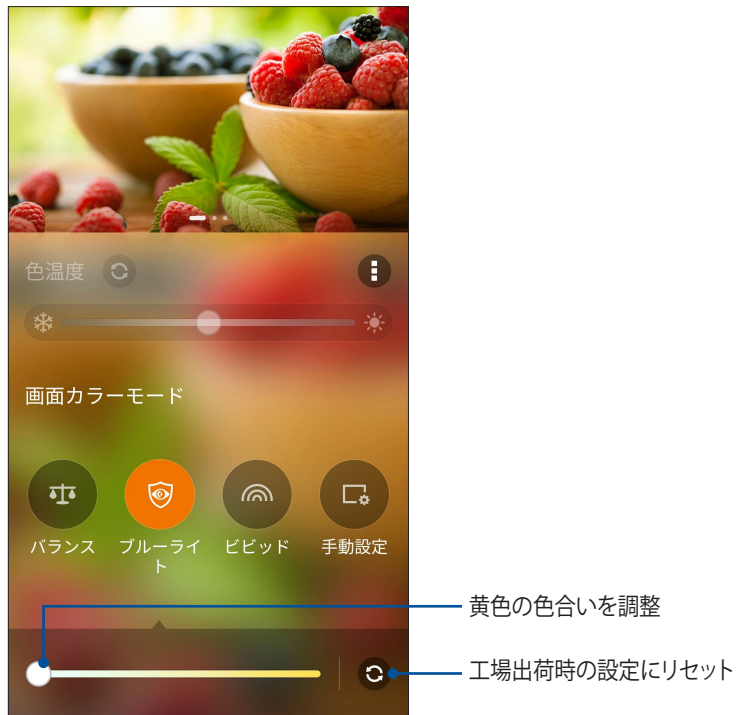 色温度
画面カラーモード
バランス
ブルーライ
ト
ビビッド
手動設定
黄色の色合いを調整
工場出荷時の設定にリセット